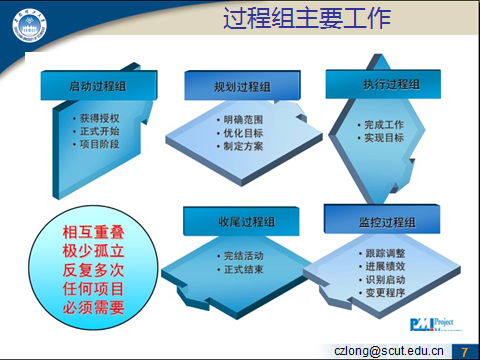 过程组主要工作
启动过程组
• 获得授权
• 正式开始
• 项目阶段
规划过程组
• 明确范围
• 优化目标
• 制定方案
执行过程组
• 完成工作
• 实现目标
相互重叠
极少孤立
反复多次
任何项目
必须需要
收尾过程组
• 完结活动
• 正式结束
监控过程组
• 跟踪调整
• 进展绩效
• 识别启动
• 变更程序
PMI Project
czlong@scut.edu.cn
7